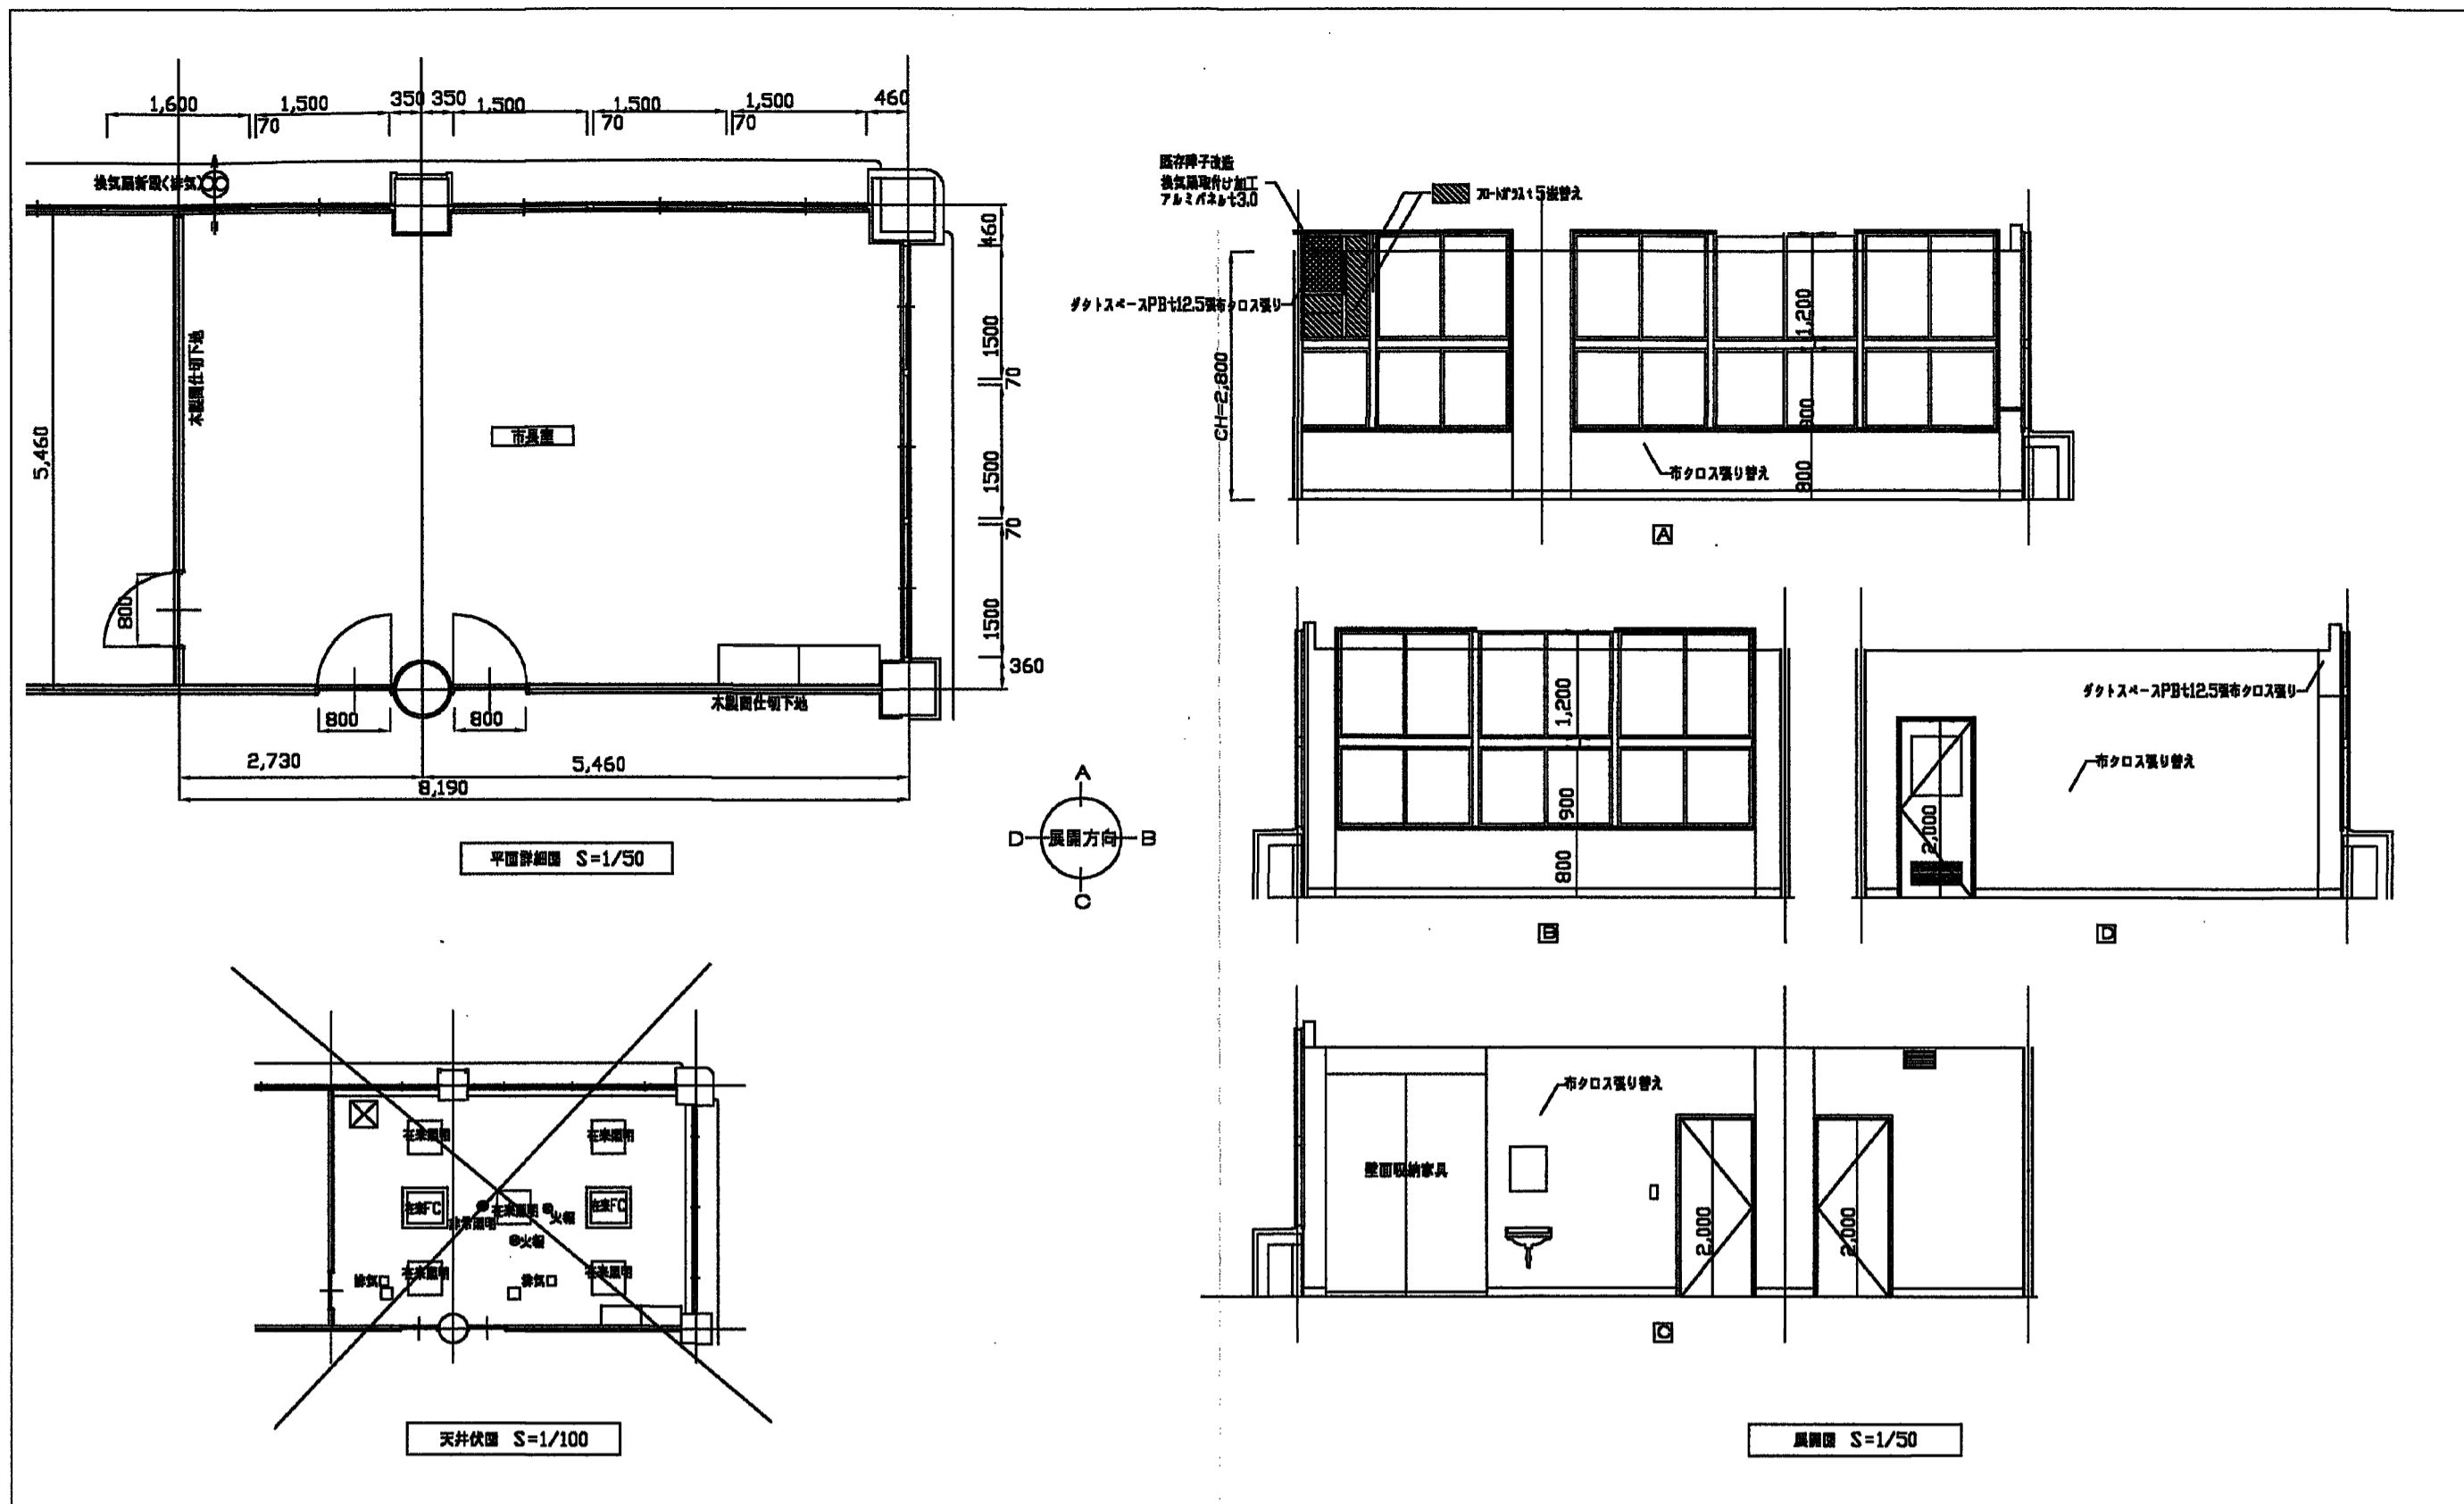 1,600
1,500
350
350
1,500
1,500
1,500
460
70
70
70
換気扇新設(排気)
木製間仕切下地
5,460
市長室
460
1500
70
1500
70
1500
360
800
800
800
木製間仕切下地
2,730
5,460
8,190
平面詳細図 S=1/50
A
D
展開方向
B
C
既存障子改造
換気扇取付け加工
アルミパネルt3.0
フロートガラスt5嵌替え
ダクトスペースPBt12.5張布クロス張り
CH=2,800
1,200
900
800
布クロス張り替え
A
1,200
900
800
B
ダクトスペースPBt12.5張布クロス張り
布クロス張り替え
2,000
D
在来照明
在来照明
在来FC
非常照明
在来照明
火報
在来FC
火報
排気口
在来照明
排気口
在来照明
天井伏図 S=1/100
布クロス張り替え
壁面収納家具
2,000
2,000
C
展開図 S=1/50